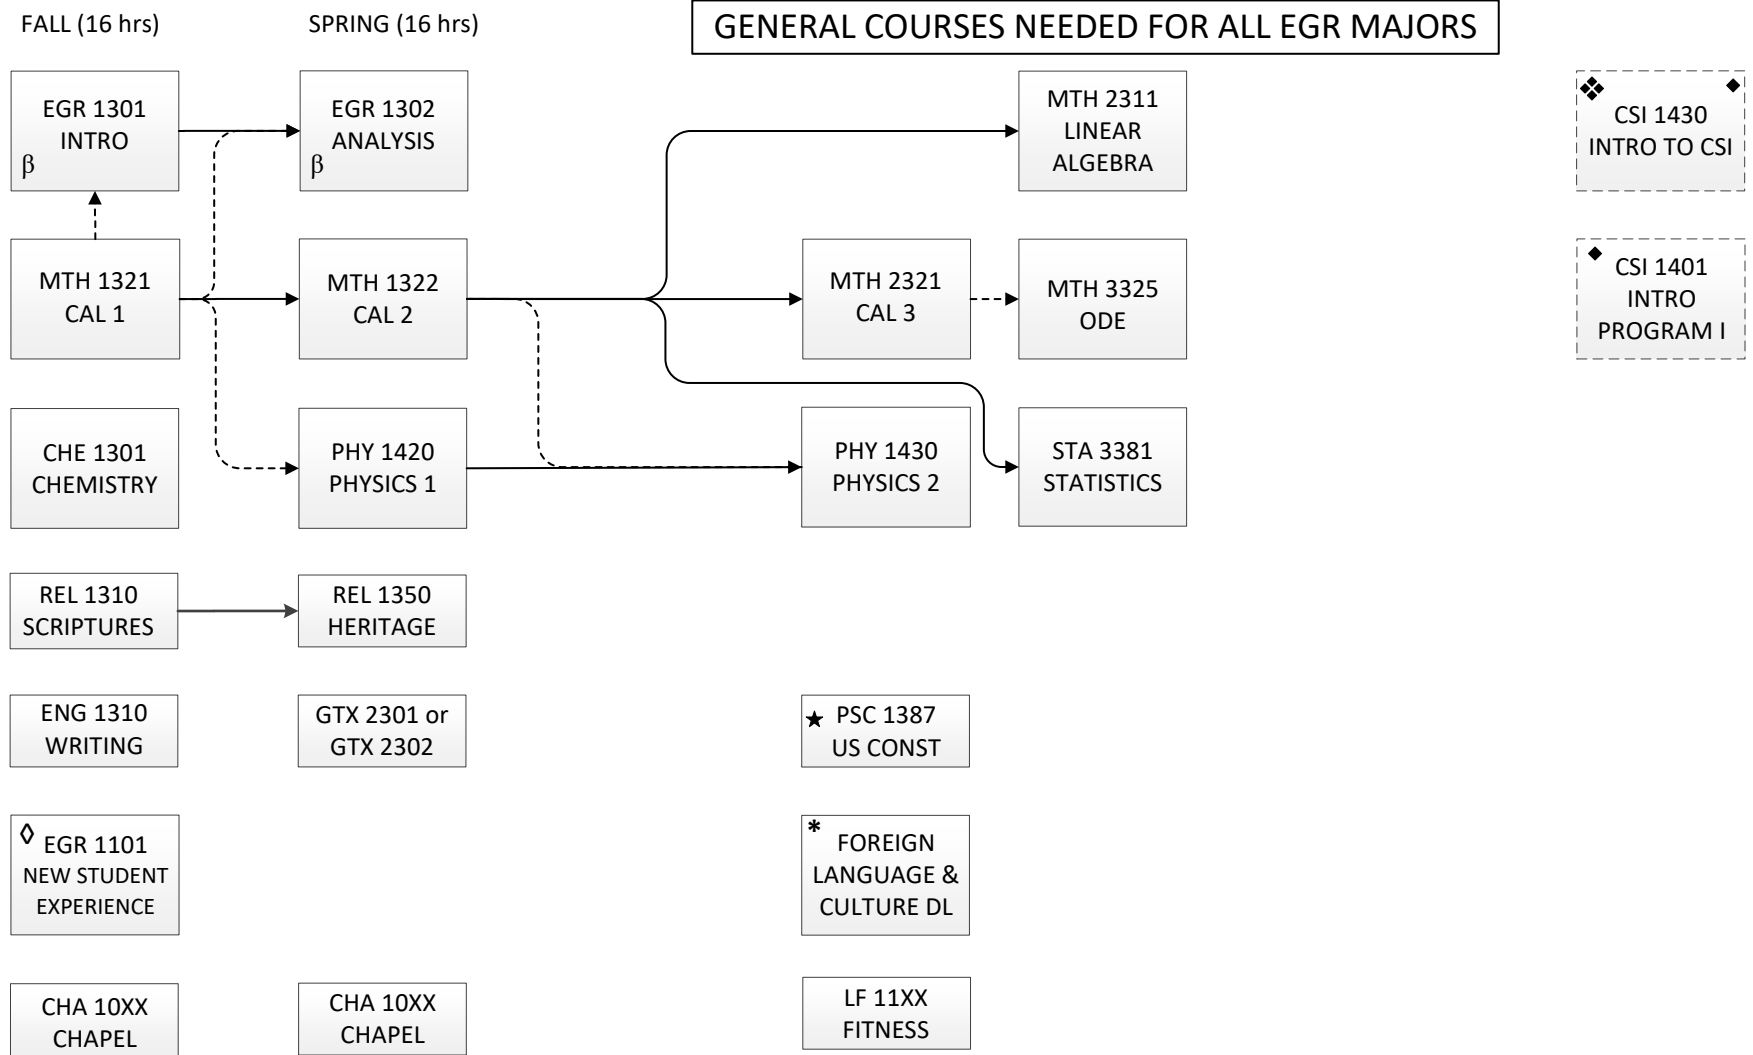 FALL (16 hrs)
SPRING (16 hrs)
GENERAL COURSES NEEDED FOR ALL EGR MAJORS
EGR 1301
INTRO
β
EGR 1302
ANALYSIS
β
MTH 2311
LINEAR
ALGEBRA
❖ ◆
CSI 1430
INTRO TO CSI
MTH 1321
CAL 1
MTH 1322
CAL 2
MTH 2321
CAL 3
MTH 3325
ODE
◆ CSI 1401
INTRO
PROGRAM I
CHE 1301
CHEMISTRY
PHY 1420
PHYSICS 1
PHY 1430
PHYSICS 2
STA 3381
STATISTICS
REL 1310
SCRIPTURES
REL 1350
HERITAGE
ENG 1310
WRITING
GTX 2301 or
GTX 2302
★ PSC 1387
US CONST
◊ EGR 1101
NEW STUDENT
EXPERIENCE
* FOREIGN
LANGUAGE &
CULTURE DL
CHA 10XX
CHAPEL
CHA 10XX
CHAPEL
LF 11XX
FITNESS